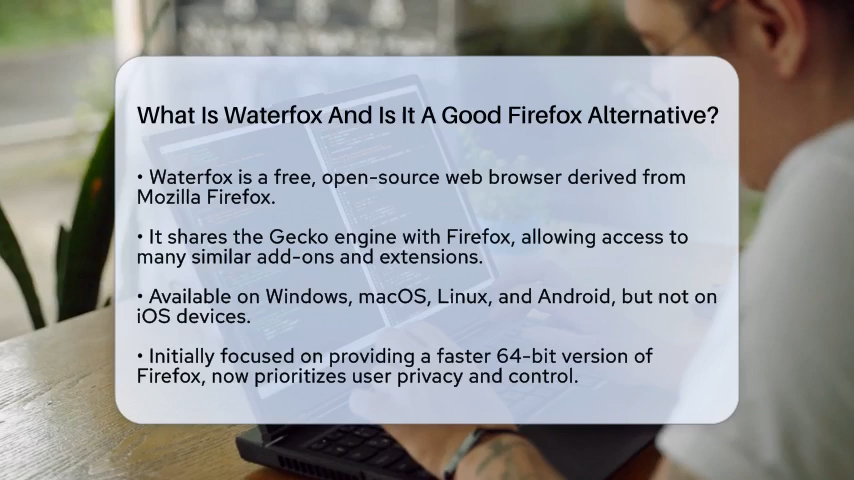 What Is Waterfox And Is It A Good Firefox Alternative?
• Waterfox is a free, open-source web browser derived from
Mozilla Firefox.
• It shares the Gecko engine with Firefox, allowing access to
many similar add-ons and extensions.
• Available on Windows, macOS, Linux, and Android, but not on
iOS devices.
• Initially focused on providing a faster 64-bit version of
Firefox, now prioritizes user privacy and control.